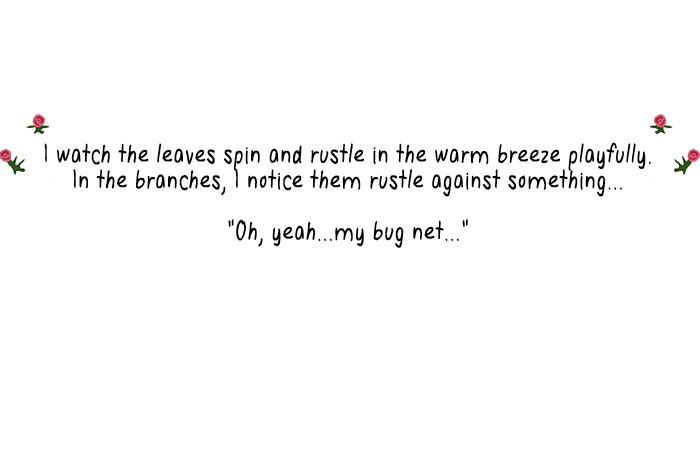 I watch the leaves spin and rustle in the warm breeze playfully.
In the branches, I notice them rustle against something...
"Oh, yeah...my bug net..."